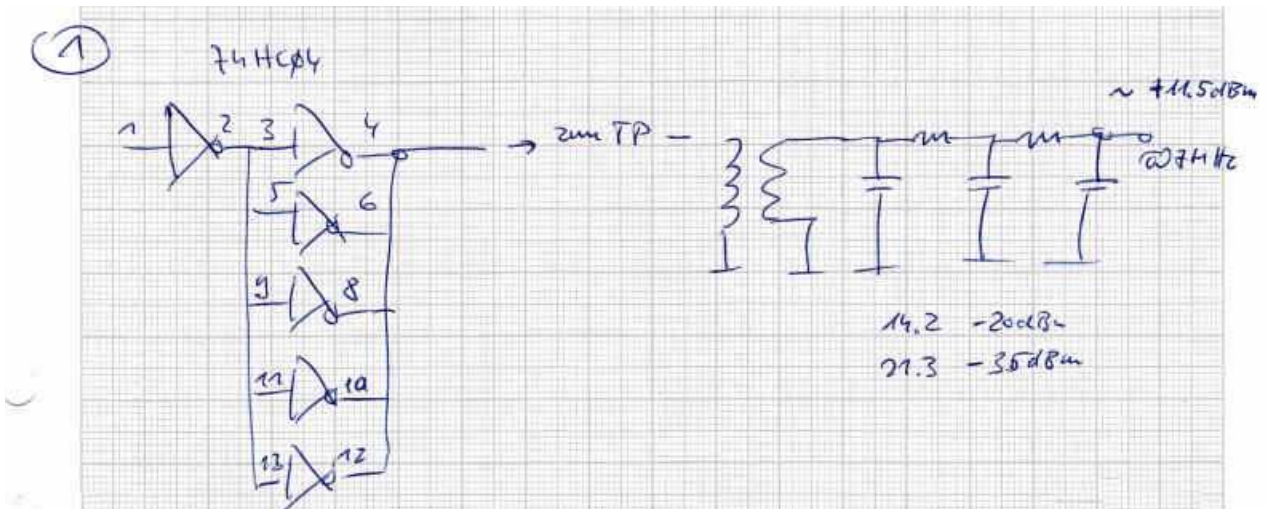 1
74HC04
~ +11.5dBm
1 2 3 4 → zum TP
@ 7MHz
5 6
9 8
14.2 -20dBm
11 10
21.3 -35dBm
13 12